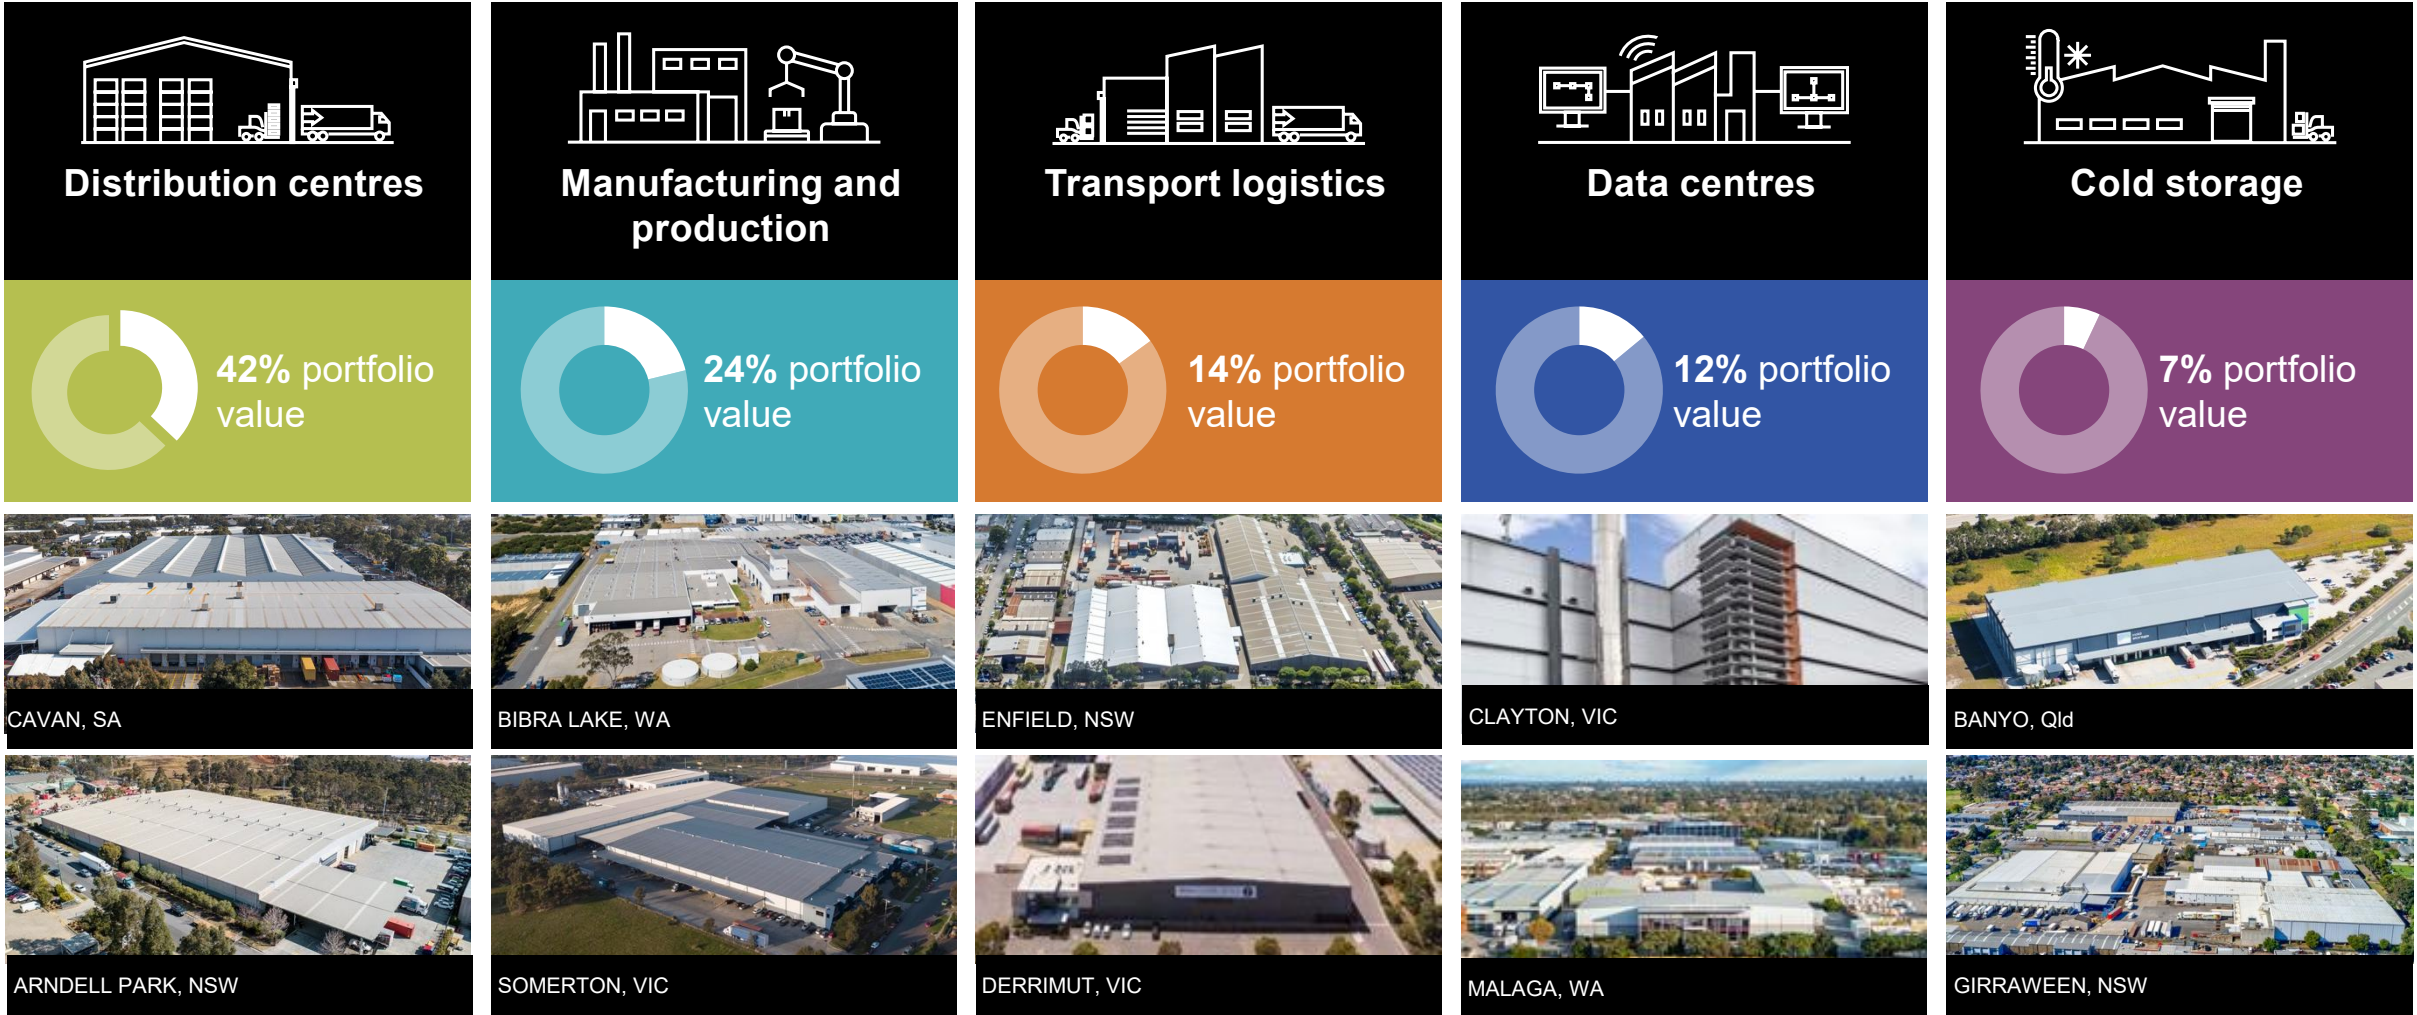 Distribution centres
Manufacturing and
production
Transport logistics
Data centres
Cold storage
42% portfolio
value
24% portfolio
value
14% portfolio
value
12% portfolio
value
7% portfolio
value
CAVAN, SA
BIBRA LAKE, WA
ENFIELD, NSW
CLAYTON, VIC
BANYO, Qld
ARNDELL PARK, NSW
SOMERTON, VIC
DERRIMUT, VIC
MALAGA, WA
GIRRAWEEN, NSW